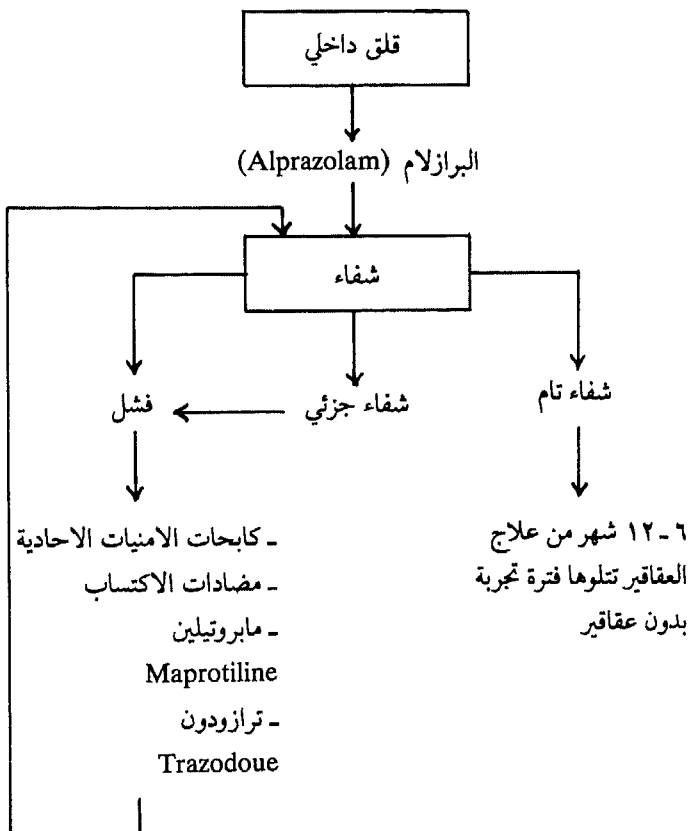 قلق داخلي
البرازلام (Alprazolam)
شفاء
شفاء تام
شفاء جزئي
فشل
٦ ـ ١٢ شهر من علاج
العقاقير تتلوها فترة تجربة
بدون عقاقير
ـ كابحات الامنيات الاحادية
ـ مضادات الاكتساب
ـ مابروتيلين
Maprotiline
ـ ترازودون
Trazodoue